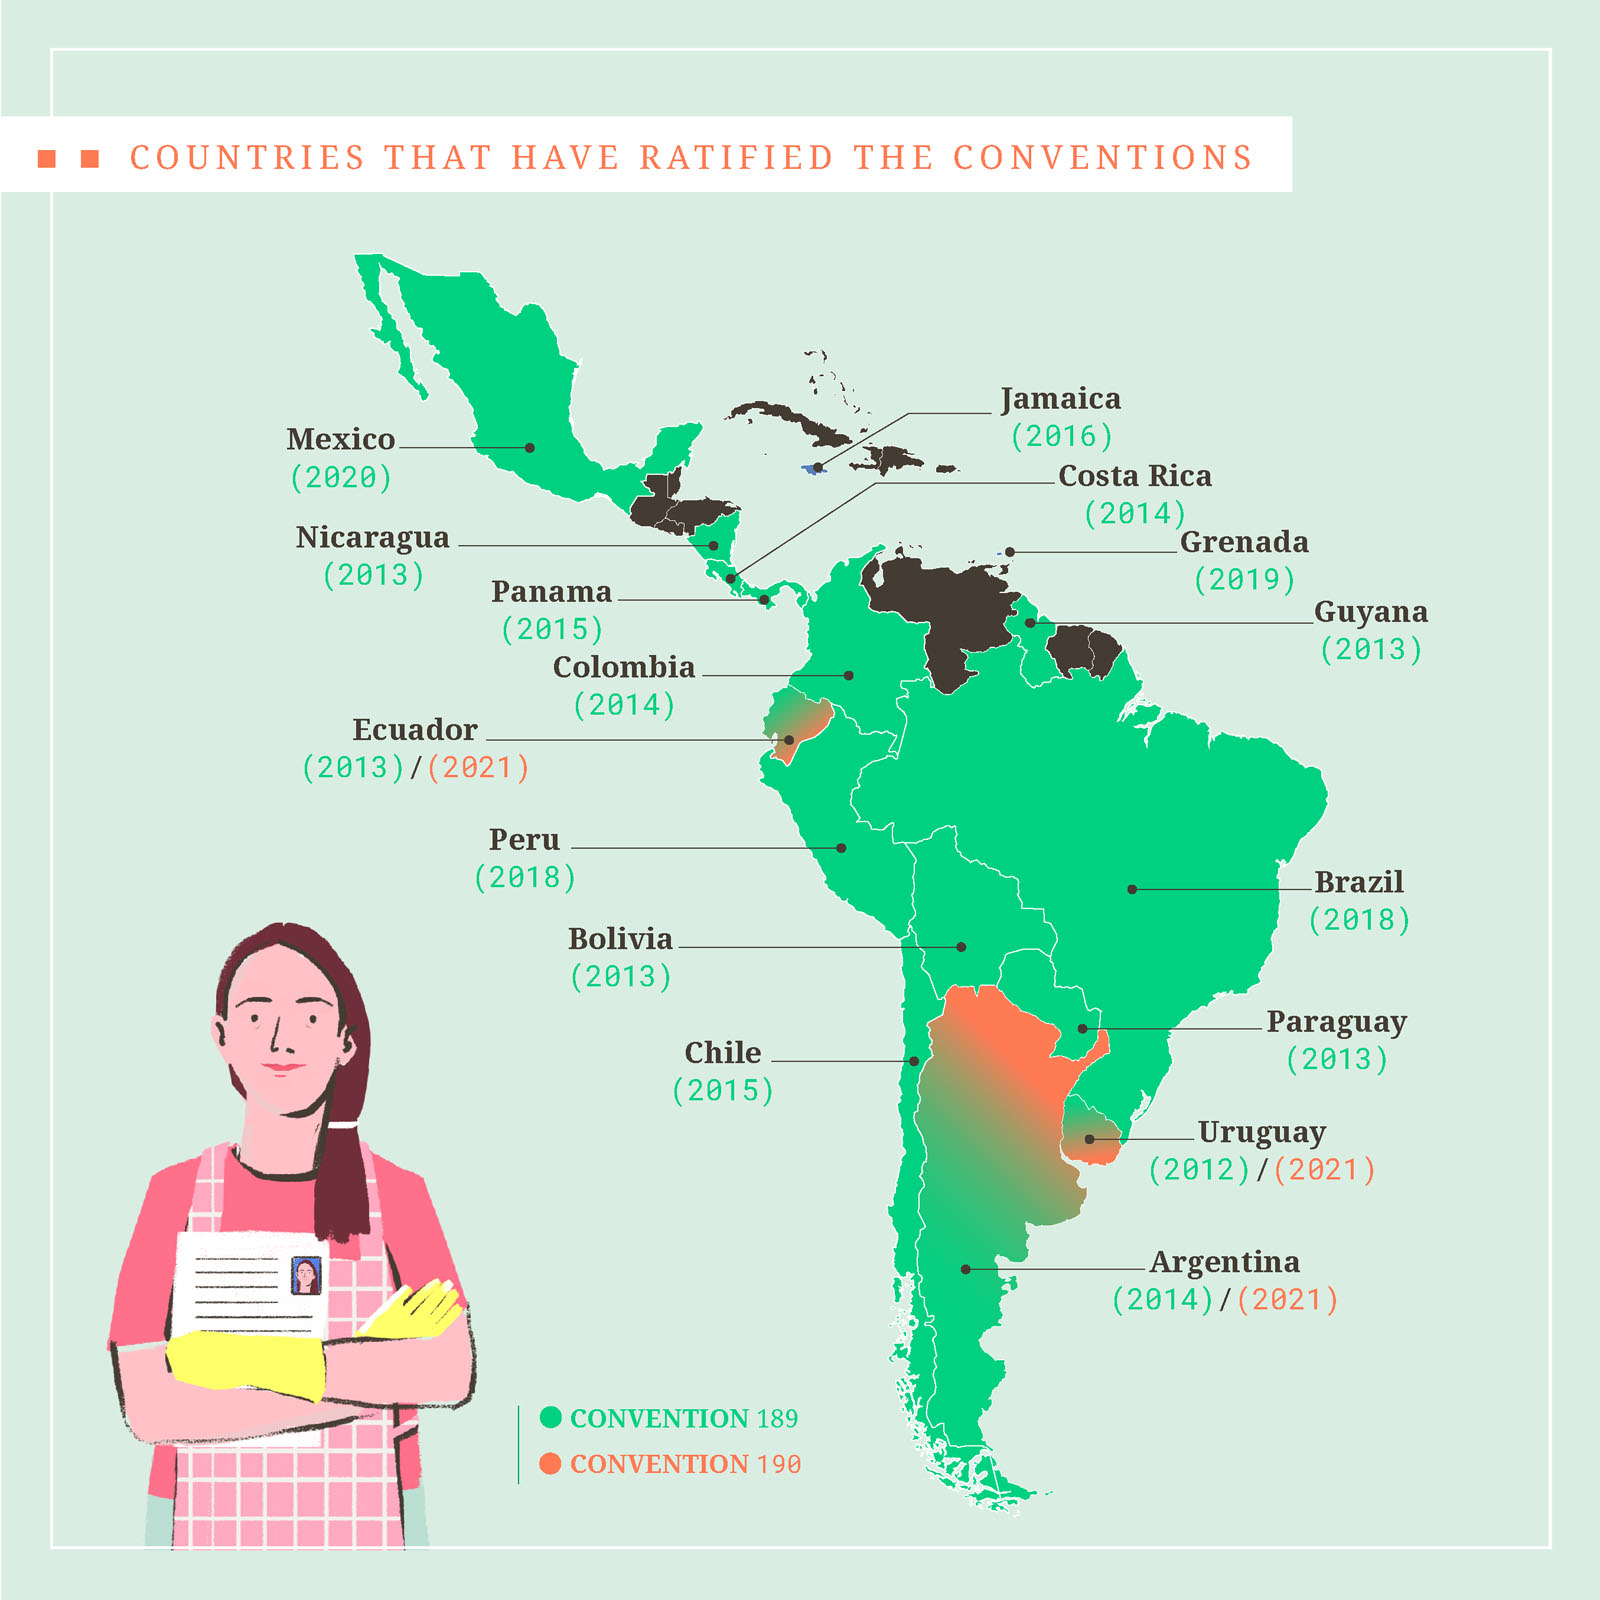 COUNTRIES THAT HAVE RATIFIED THE CONVENTIONS
Jamaica
(2016)
Mexico
(2020)
Costa Rica
(2014)
Nicaragua
(2013)
Grenada
(2019)
Panama
(2015)
Guyana
(2013)
Colombia
(2014)
Ecuador
(2013)/(2021)
Peru
(2018)
Brazil
(2018)
Bolivia
(2013)
Paraguay
(2013)
Chile
(2015)
Uruguay
(2012)/(2021)
Argentina
(2014)/(2021)
CONVENTION 189
CONVENTION 190